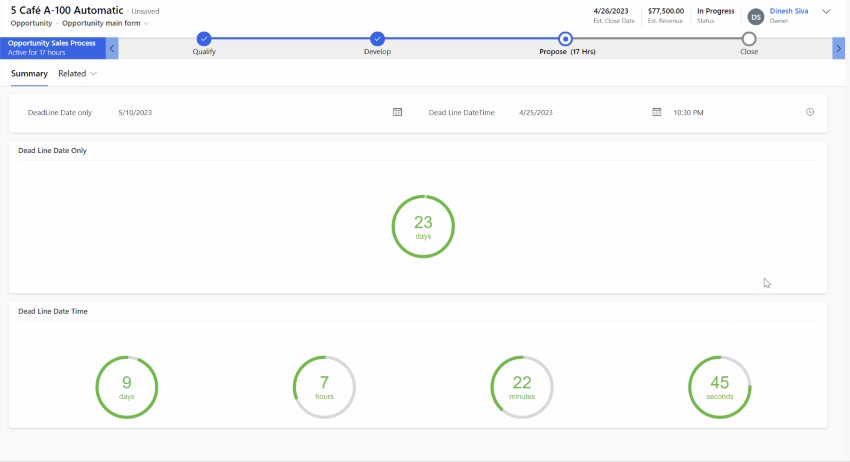 5 Café A-100 Automatic - Unsaved
Opportunity · Opportunity main form
4/26/2023
Est. Close Date
$77,500.00
Est. Revenue
In Progress
Status
DS
Dinesh Siva
Owner
Opportunity Sales Process
Active for 17 hours
Qualify
Develop
Propose (17 Hrs)
Close
Summary Related
DeadLine Date only 5/10/2023 Dead Line DateTime 4/25/2023 10:30 PM
Dead Line Date Only
23
days
Dead Line Date Time
9
days
7
hours
22
minutes
45
seconds